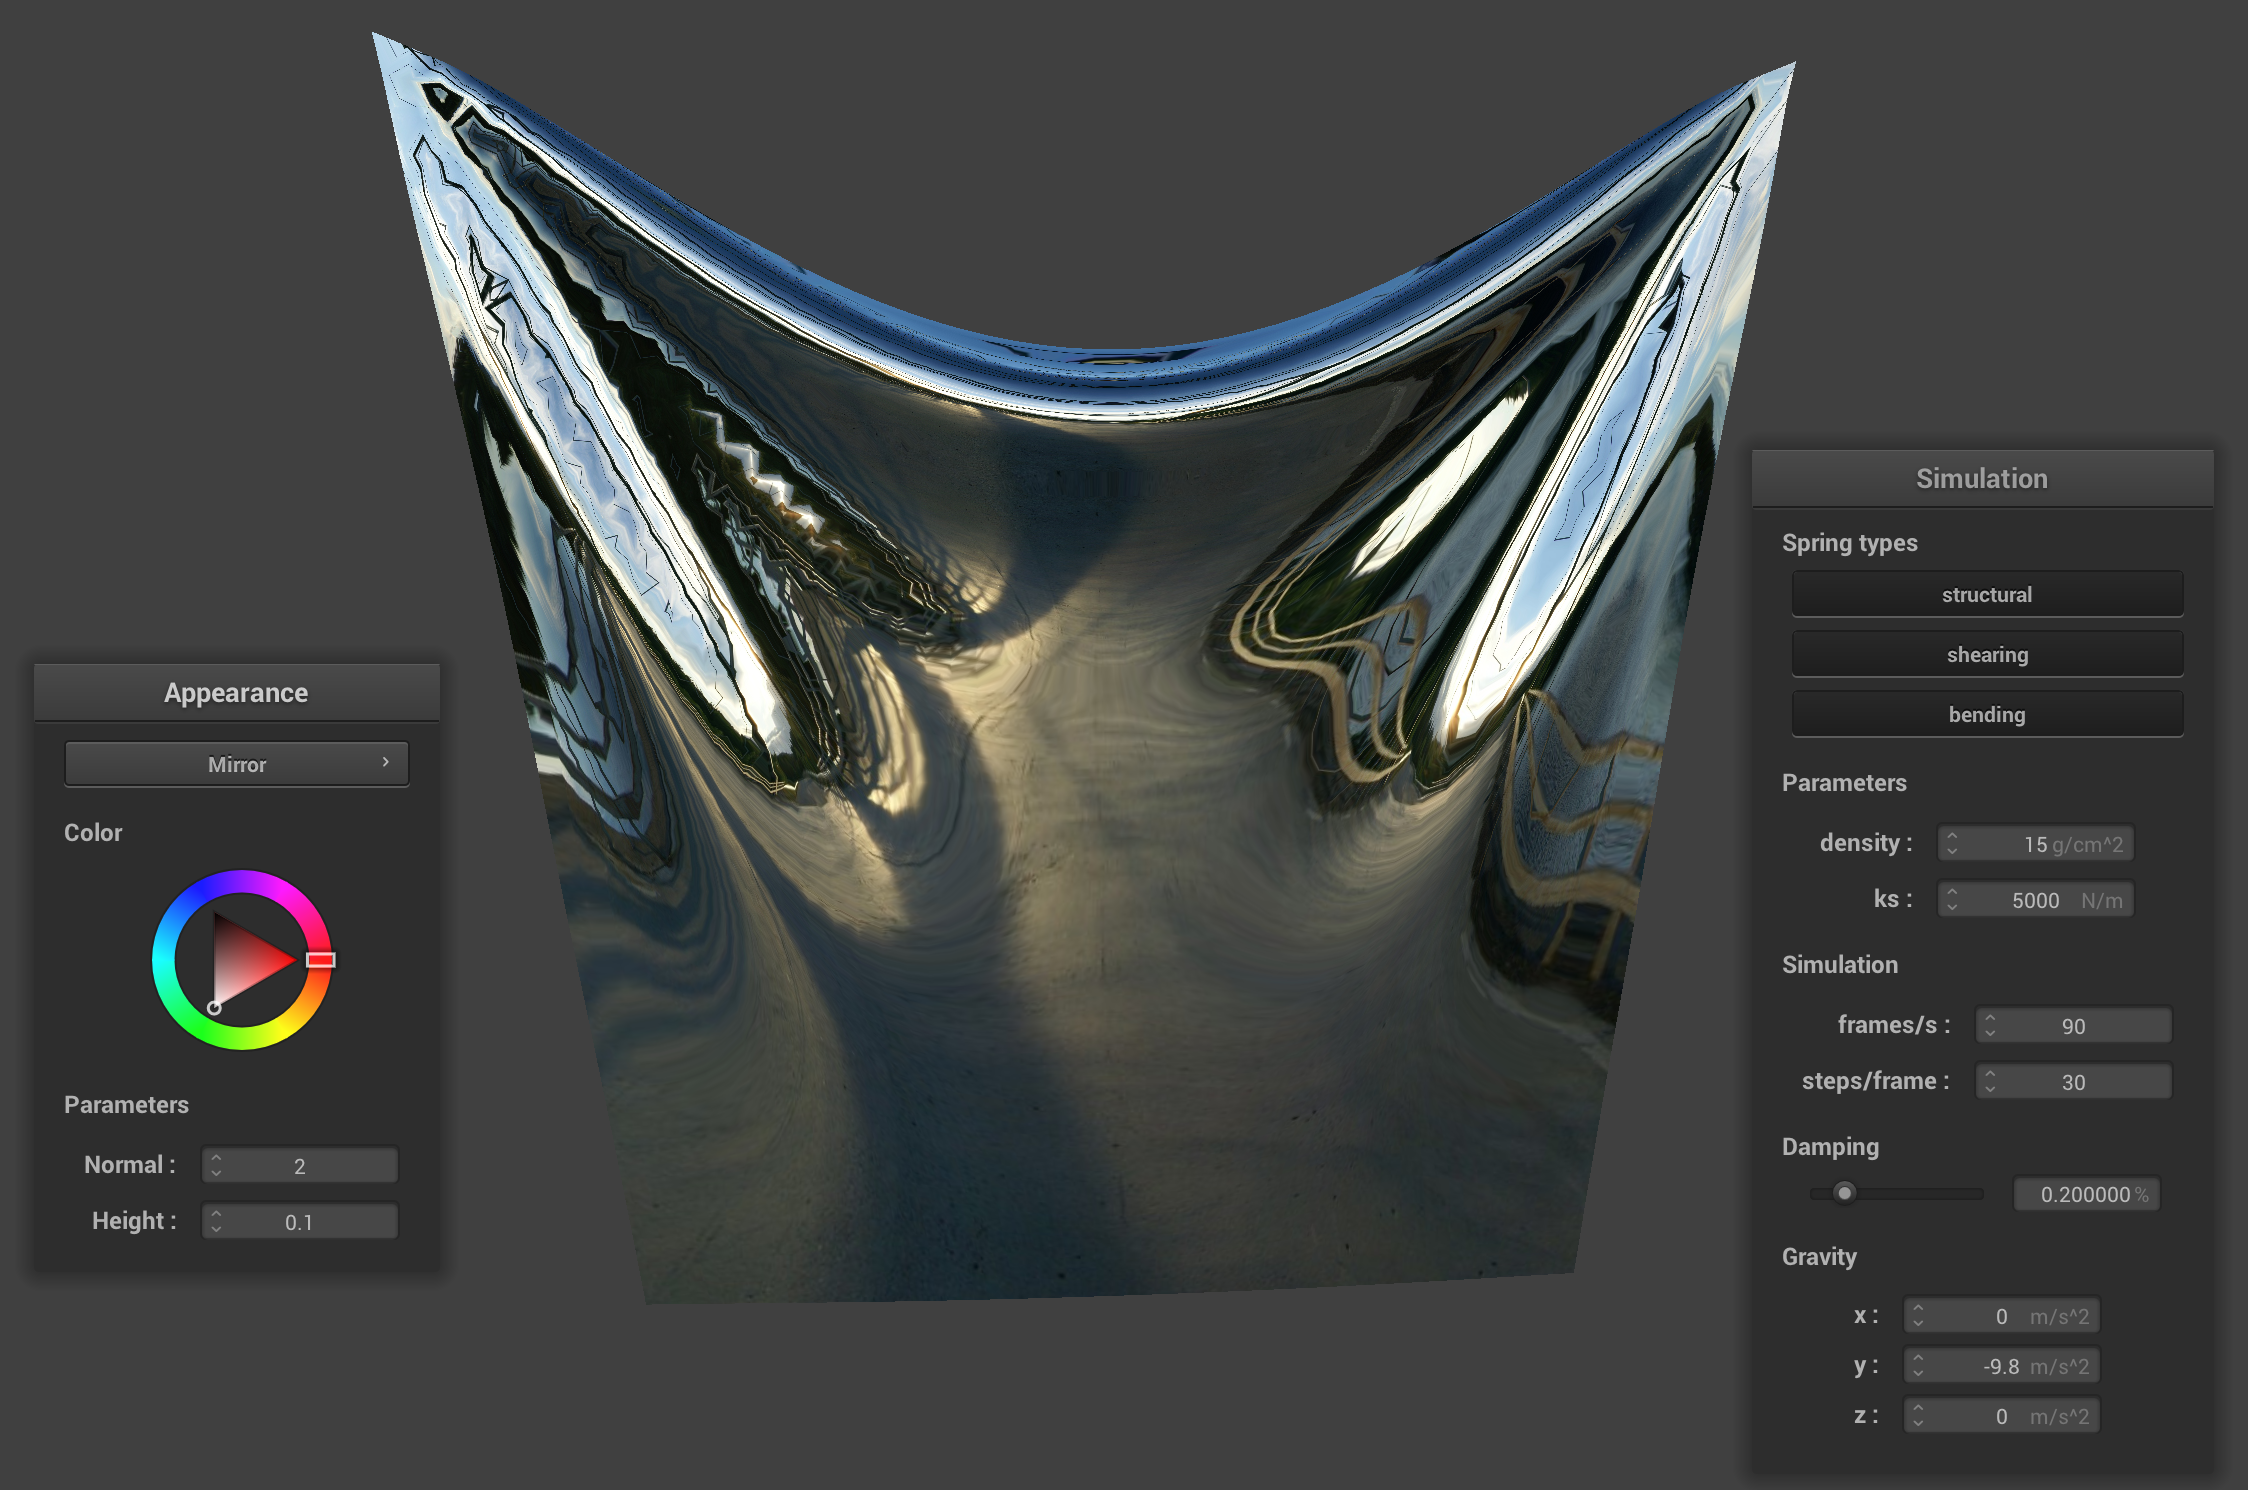 Appearance
Mirror
Color
Parameters
Normal : 2
Height : 0.1
Simulation
Spring types
structural
shearing
bending
Parameters
density : 15 g/cm^2
ks : 5000 N/m
Simulation
frames/s : 90
steps/frame : 30
Damping
0.200000 %
Gravity
x : 0 m/s^2
y : -9.8 m/s^2
z : 0 m/s^2